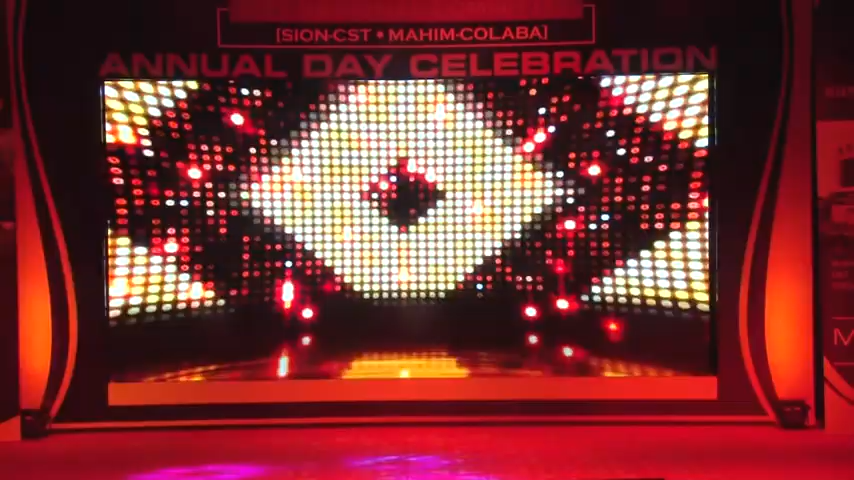 [SION-CST • MAHIM-COLABA]
ANNUAL DAY CELEBRATION
M